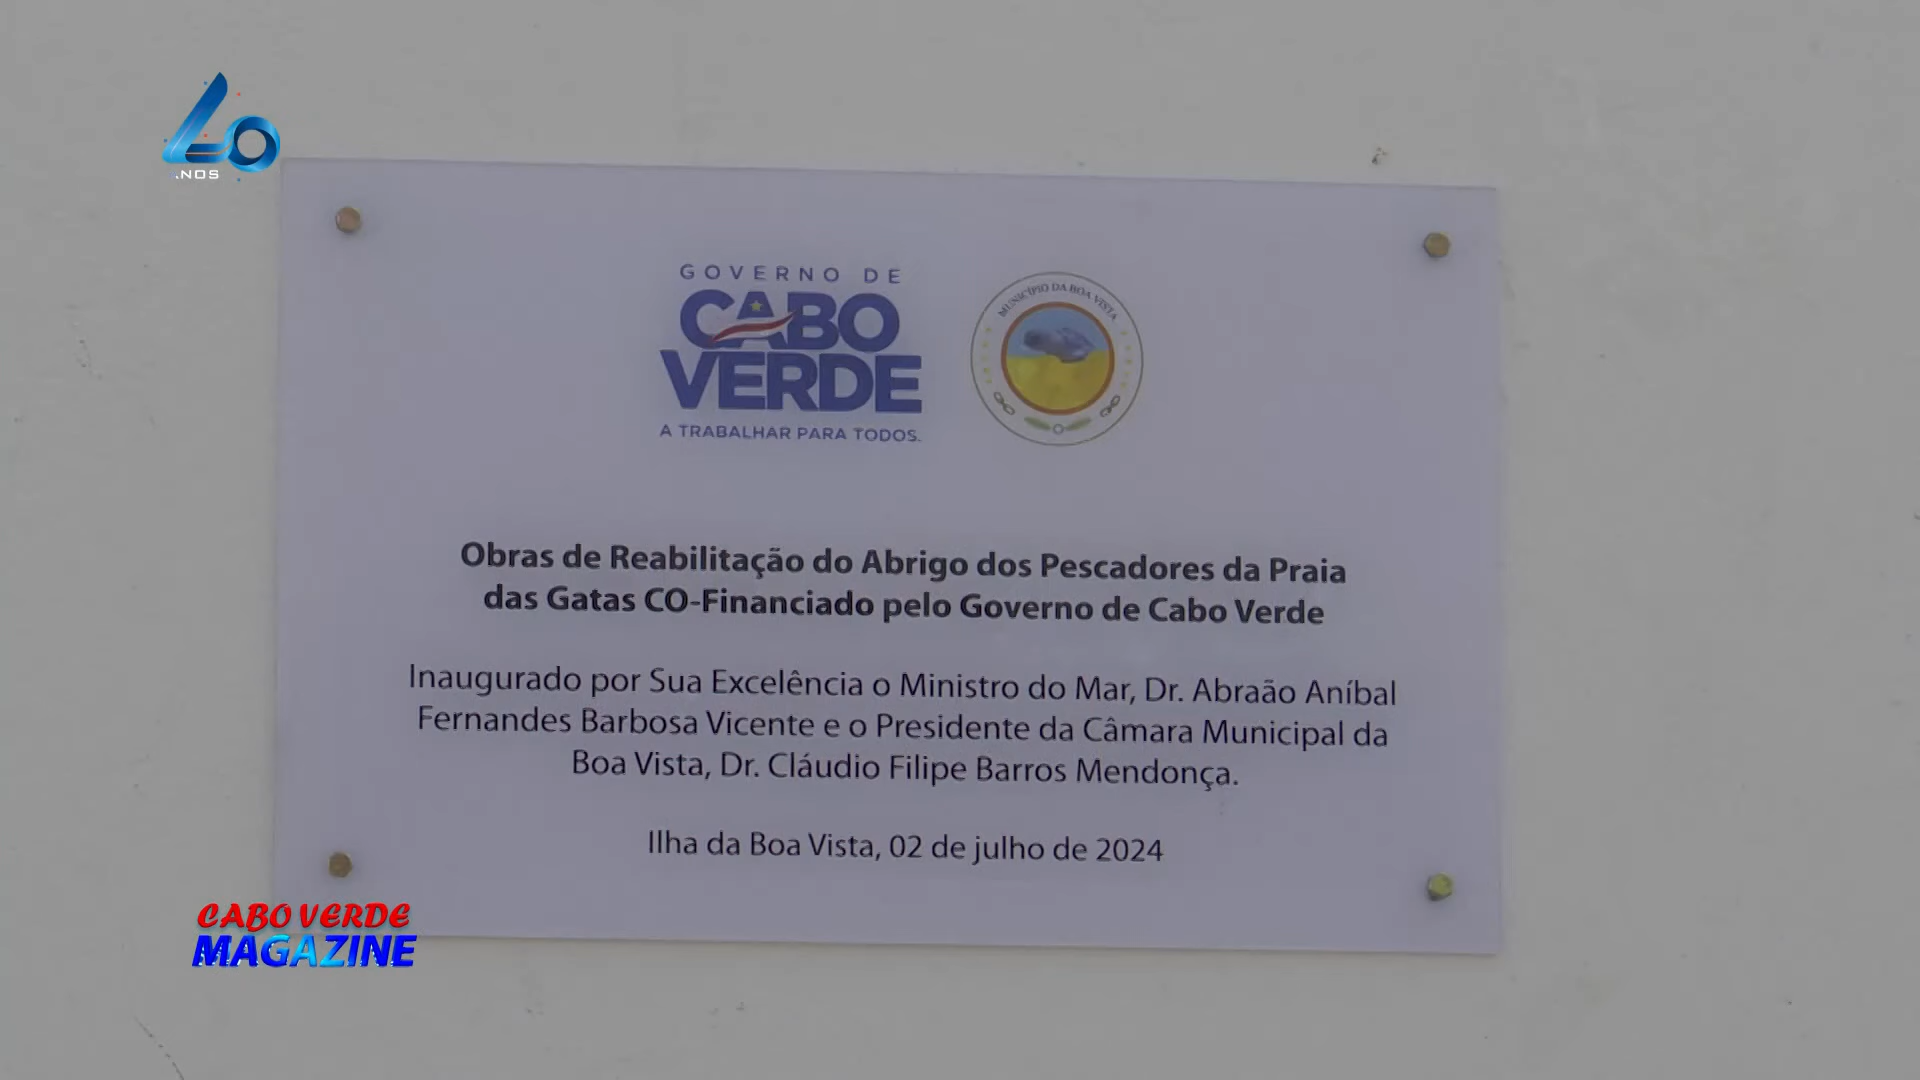 40
ANOS
GOVERNO DE
CABO
VERDE
A TRABALHAR PARA TODOS.
MUNICÍPIO DA BOA VISTA
Obras de Reabilitação do Abrigo dos Pescadores da Praia
das Gatas CO-Financiado pelo Governo de Cabo Verde
Inaugurado por Sua Excelência o Ministro do Mar, Dr. Abraão Aníbal
Fernandes Barbosa Vicente e o Presidente da Câmara Municipal da
Boa Vista, Dr. Cláudio Filipe Barros Mendonça.
Ilha da Boa Vista, 02 de julho de 2024
CABO VERDE
MAGAZINE